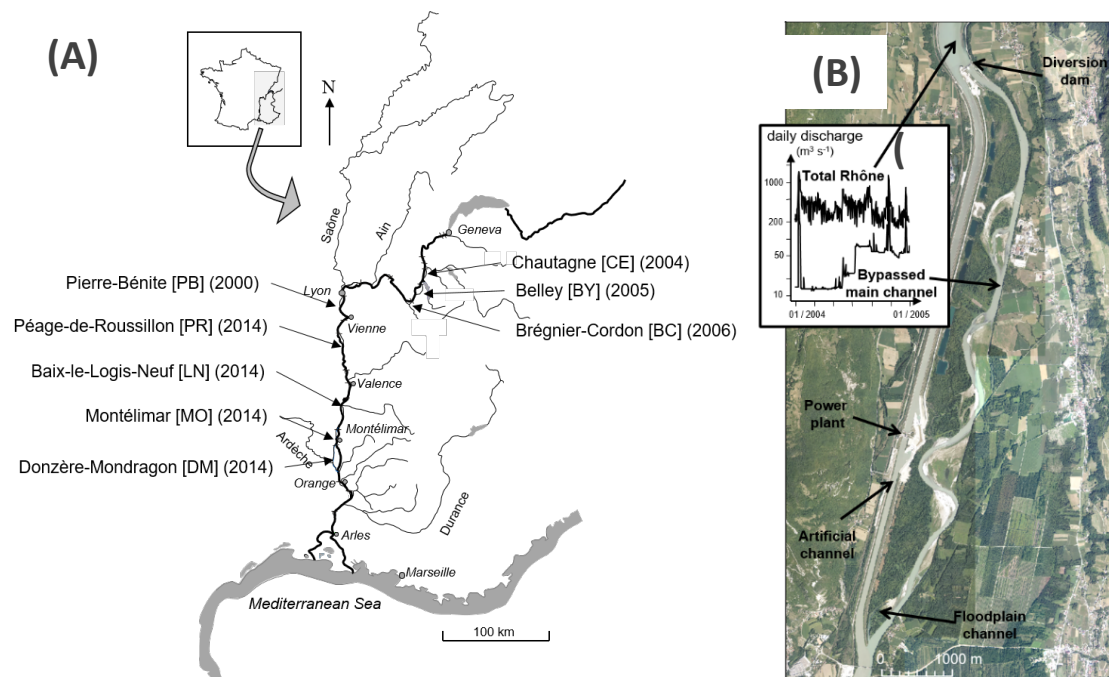 (A)
N
Saône
Ain
Geneva
Pierre-Bénite [PB] (2000)
Lyon
Chautagne [CE] (2004)
Belley [BY] (2005)
Péage-de-Roussillon [PR] (2014)
Vienne
Brégnier-Cordon [BC] (2006)
Baix-le-Logis-Neuf [LN] (2014)
Valence
Montélimar [MO] (2014)
Montélimar
Ardèche
Donzère-Mondragon [DM] (2014)
Orange
Durance
Arles
Marseille
Mediterranean Sea
100 km
(B)
Diversion
dam
daily discharge
(m³ s⁻¹)
(
Total Rhône
1000
200
50
10
Bypassed
main channel
01 / 2004
01 / 2005
Power
plant
Artificial
channel
Floodplain
channel
0 1000 m